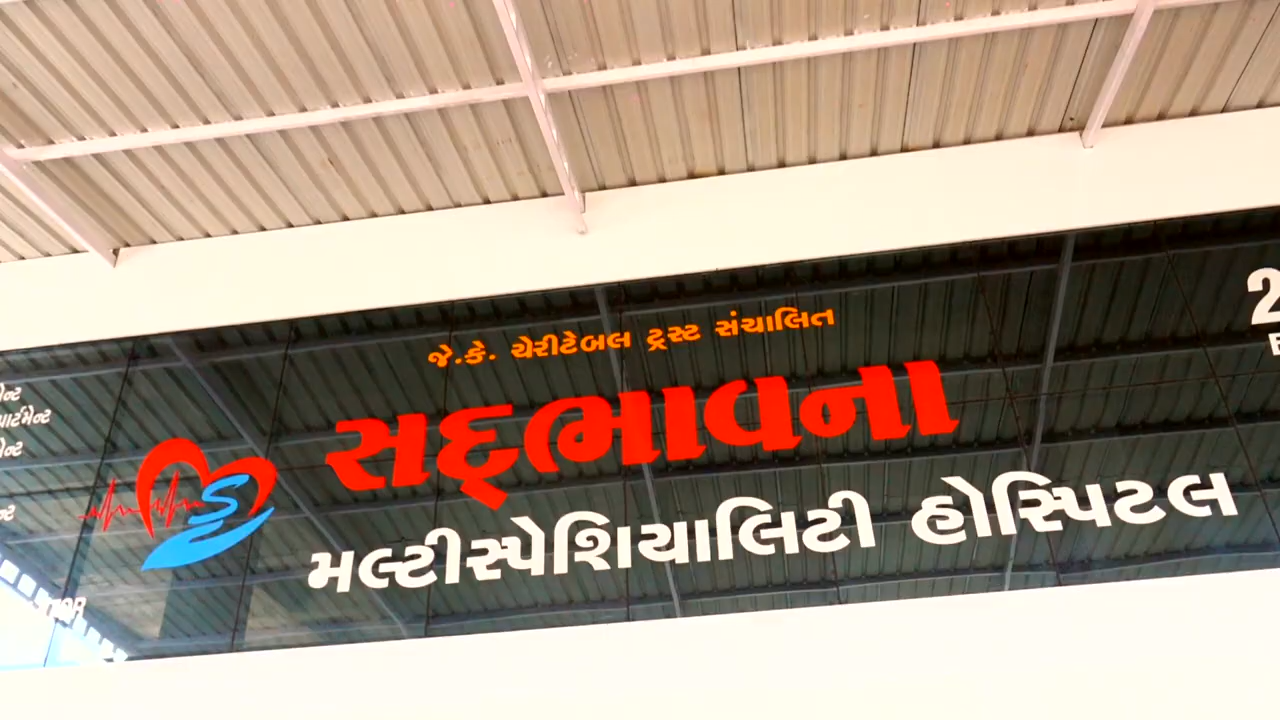 જે.કે. ચેરીટેબલ ટ્રસ્ટ સંચાલિત
સદ્ભાવના
મલ્ટીસ્પેશિયાલિટી હોસ્પિટલ